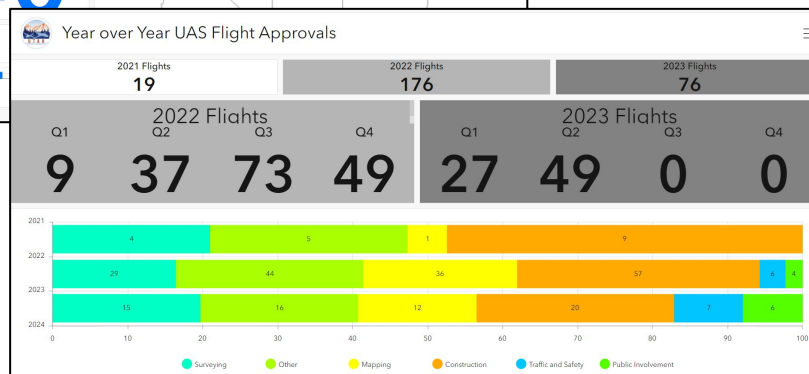 Year over Year UAS Flight Approvals
2021 Flights
19
2022 Flights
176
2023 Flights
76
2022 Flights
Q1 Q2 Q3 Q4
9 37 73 49
2023 Flights
Q1 Q2 Q3 Q4
27 49 0 0
2021
4 5 1 9
2022
29 44 36 57 6 4
2023
15 16 12 20 7 6
2024
0 10 20 30 40 50 60 70 80 90 100
Surveying Other Mapping Construction Traffic and Safety Public Involvement